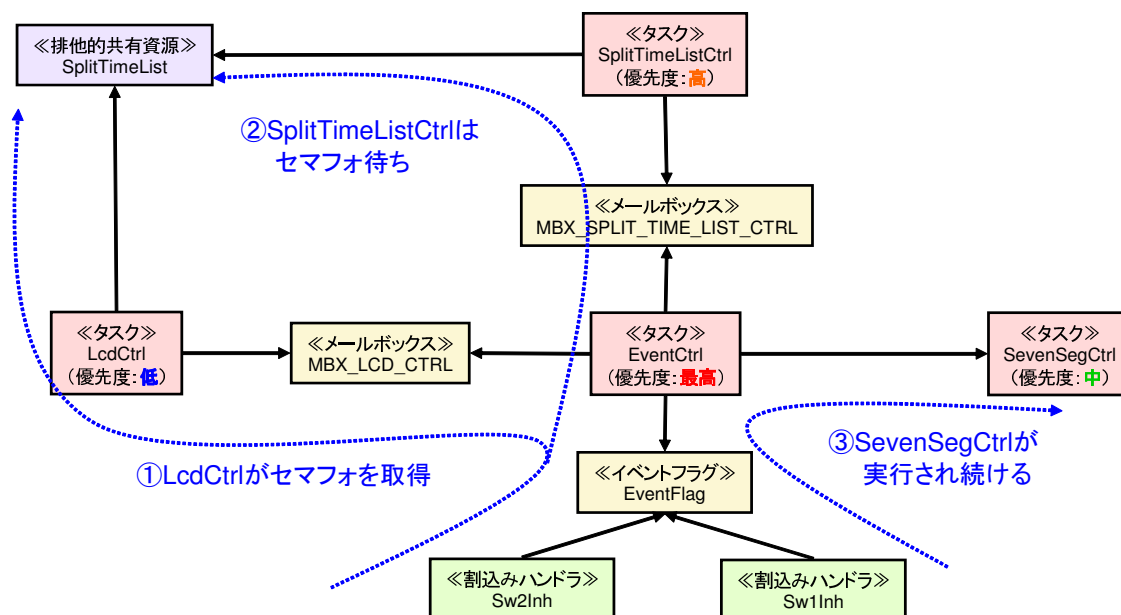 ≪排他的共有資源≫
SplitTimeList
≪タスク≫
SplitTimeListCtrl
(優先度:高)
②SplitTimeListCtrlは
セマフォ待ち
≪メールボックス≫
MBX_SPLIT_TIME_LIST_CTRL
≪タスク≫
LcdCtrl
(優先度:低)
≪メールボックス≫
MBX_LCD_CTRL
≪タスク≫
EventCtrl
(優先度:最高)
≪タスク≫
SevenSegCtrl
(優先度:中)
①LcdCtrlがセマフォを取得
③SevenSegCtrlが
実行され続ける
≪イベントフラグ≫
EventFlag
≪割込みハンドラ≫
Sw2Inh
≪割込みハンドラ≫
Sw1Inh